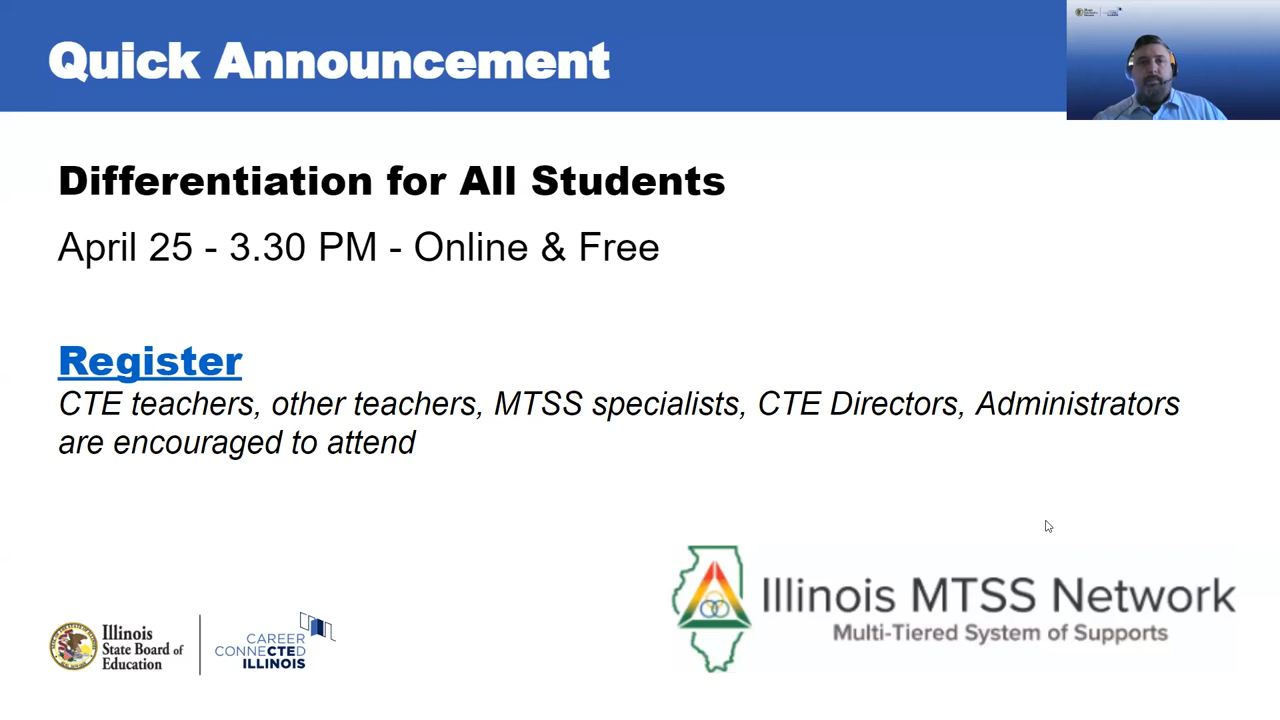 Quick Announcement
Differentiation for All Students
April 25 - 3.30 PM - Online & Free
Register
CTE teachers, other teachers, MTSS specialists, CTE Directors, Administrators
are encouraged to attend
Illinois MTSS Network
Multi-Tiered System of Supports
Illinois
State Board of
Education
CAREER
CONNECTED
ILLINOIS